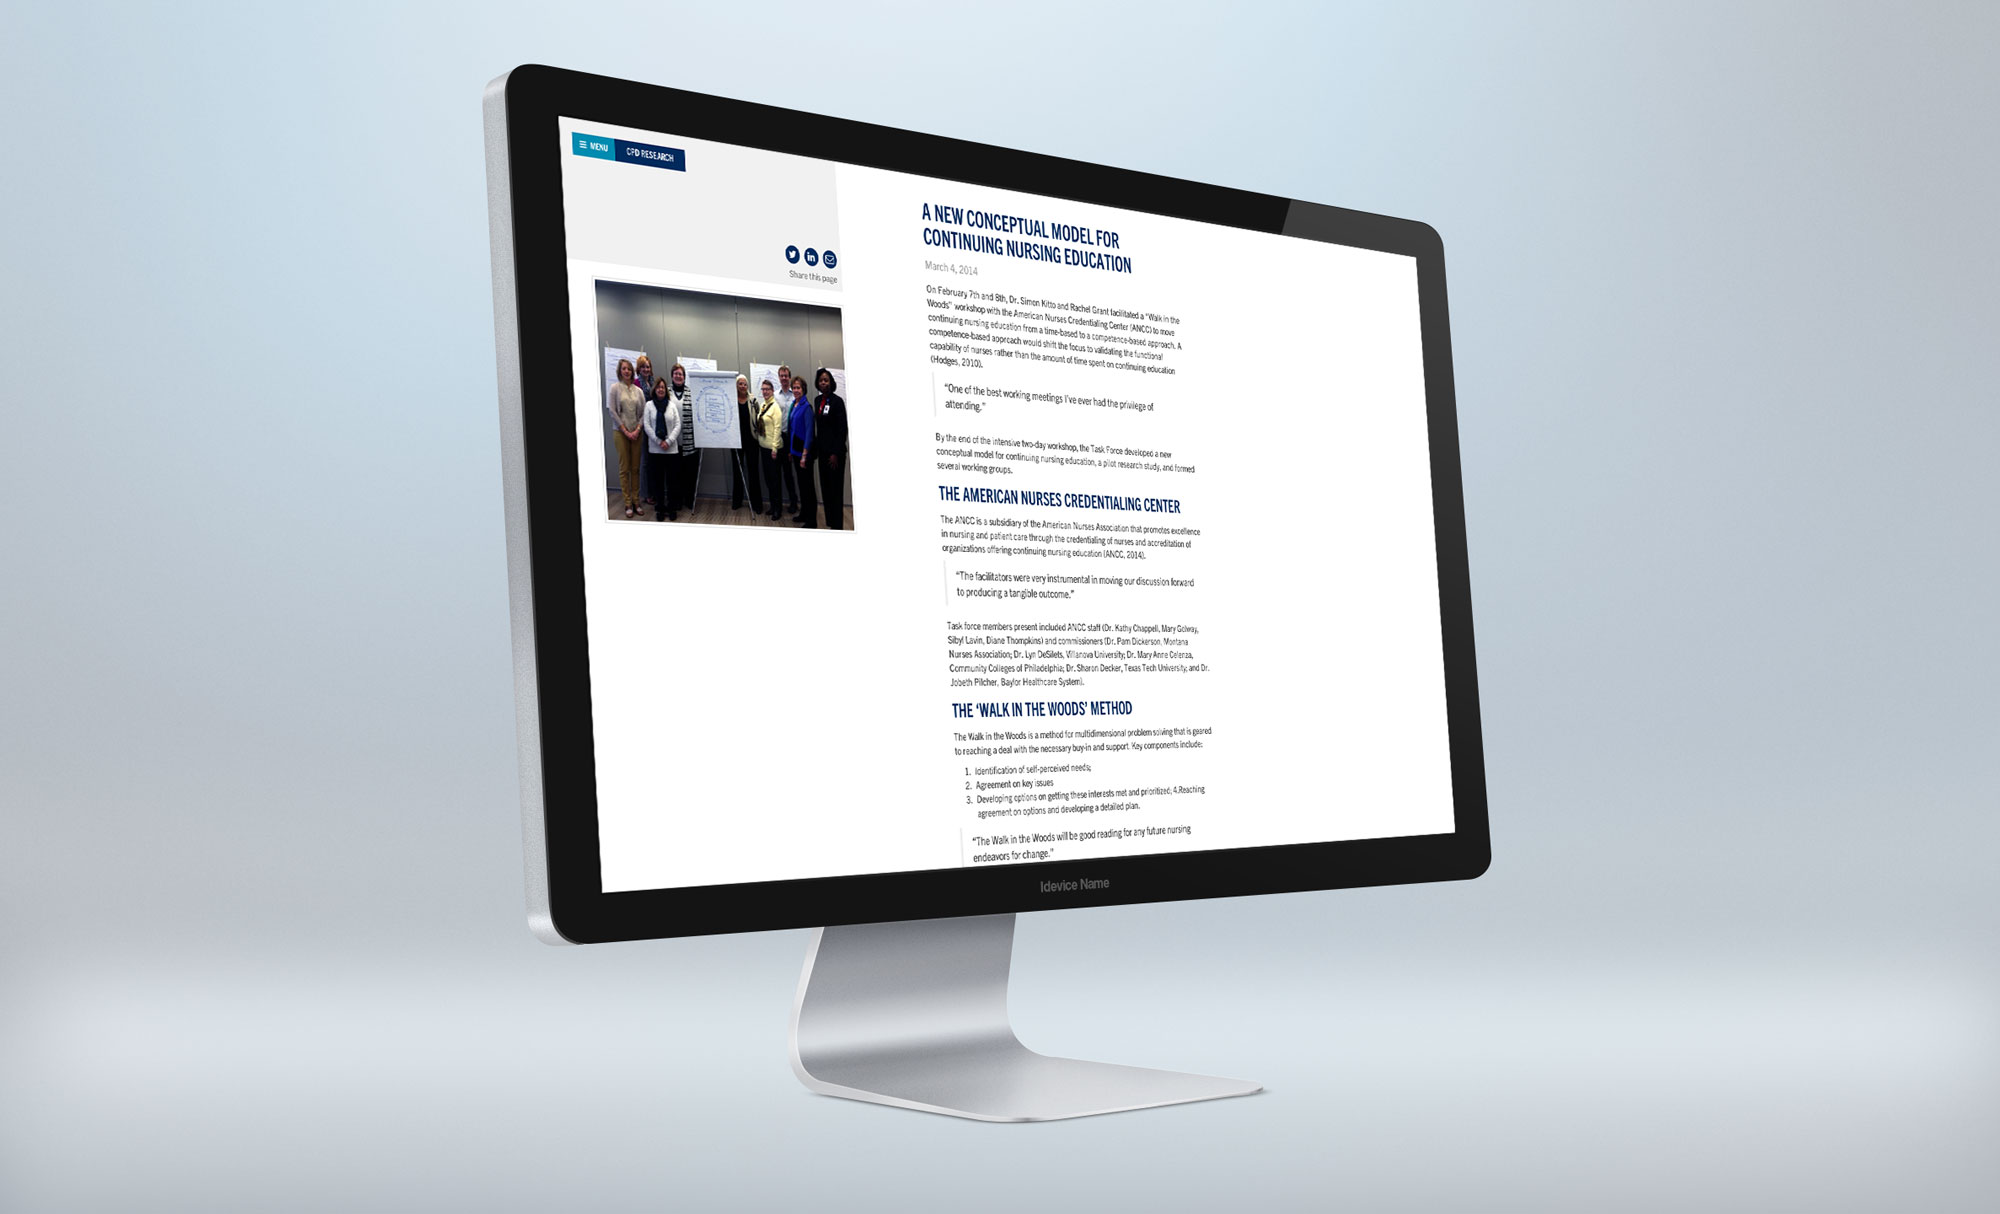 MENU
CPD RESEARCH
Share this page
A NEW CONCEPTUAL MODEL FOR
CONTINUING NURSING EDUCATION
March 4, 2014
On February 7th and 8th, Dr. Simon Kitto and Rachel Grant facilitated a "Walk in the
Woods" workshop with the American Nurses Credentialing Center (ANCC) to move
continuing nursing education from a time-based to a competence-based approach. A
competence-based approach would shift the focus to validating the functional
capability of nurses rather than the amount of time spent on continuing education
(Hodges, 2010).
"One of the best working meetings I've ever had the privilege of
attending."
By the end of the intensive two-day workshop, the Task Force developed a new
conceptual model for continuing nursing education, a pilot research study, and formed
several working groups.
THE AMERICAN NURSES CREDENTIALING CENTER
The ANCC is a subsidiary of the American Nurses Association that promotes excellence
in nursing and patient care through the credentialing of nurses and accreditation of
organizations offering continuing nursing education (ANCC, 2014).
"The facilitators were very instrumental in moving our discussion forward
to producing a tangible outcome."
Task force members present included ANCC staff (Dr. Kathy Chappell, Mary Golway,
Sibyl Lavin, Diane Thompkins) and commissioners (Dr. Pam Dickerson, Montana
Nurses Association; Dr. Lyn DeSilets, Villanova University; Dr. Mary Anne Celenza,
Community Colleges of Philadelphia; Dr. Sharon Decker, Texas Tech University; and Dr.
Jobeth Pilcher, Baylor Healthcare System).
THE 'WALK IN THE WOODS' METHOD
The Walk in the Woods is a method for multidimensional problem solving that is geared
to reaching a deal with the necessary buy-in and support. Key components include:
1. Identification of self-perceived needs;
2. Agreement on key issues
3. Developing options on getting these interests met and prioritized; 4.Reaching
agreement on options and developing a detailed plan.
"The Walk in the Woods will be good reading for any future nursing
endeavors for change."
Idevice Name